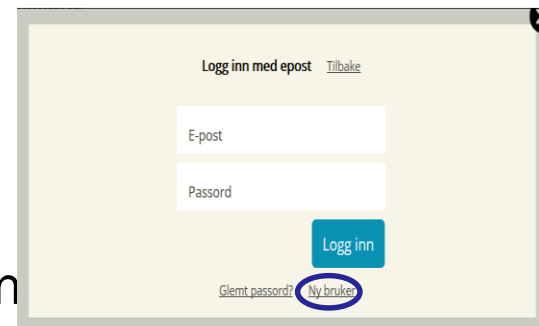 Logg inn med epost Tilbake
E-post
Passord
Logg inn
Glemt passord? Ny bruker